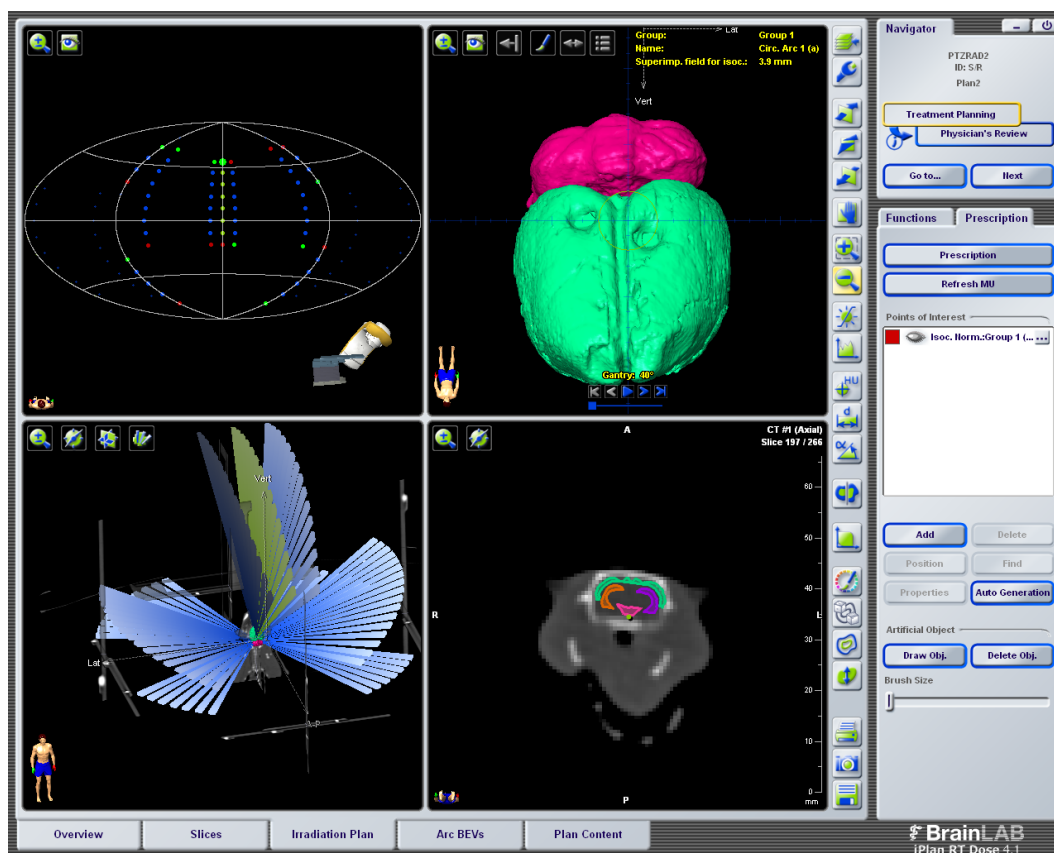 Group: Group 1
Name: Circ. Arc 1 (a)
Superimp. field for isoc.: 3.9 mm
Lat
Vert
Gantry: 40°
Vert
Lat
CT #1 (Axial)
Slice 197 / 266
A
R
L
P
60
50
40
30
20
10
0
mm
HU
d
α
Navigator
PTZRAD2
ID: S/R
Plan2
Treatment Planning
Physician's Review
Go to...
Next
Functions
Prescription
Prescription
Refresh MU
Points of Interest
Isoc. Norm.:Group 1 (...
Add
Delete
Position
Find
Properties
Auto Generation
Artificial Object
Draw Obj.
Delete Obj.
Brush Size
Overview
Slices
Irradiation Plan
Arc BEVs
Plan Content
BrainLAB
iPlan RT Dose 4.1